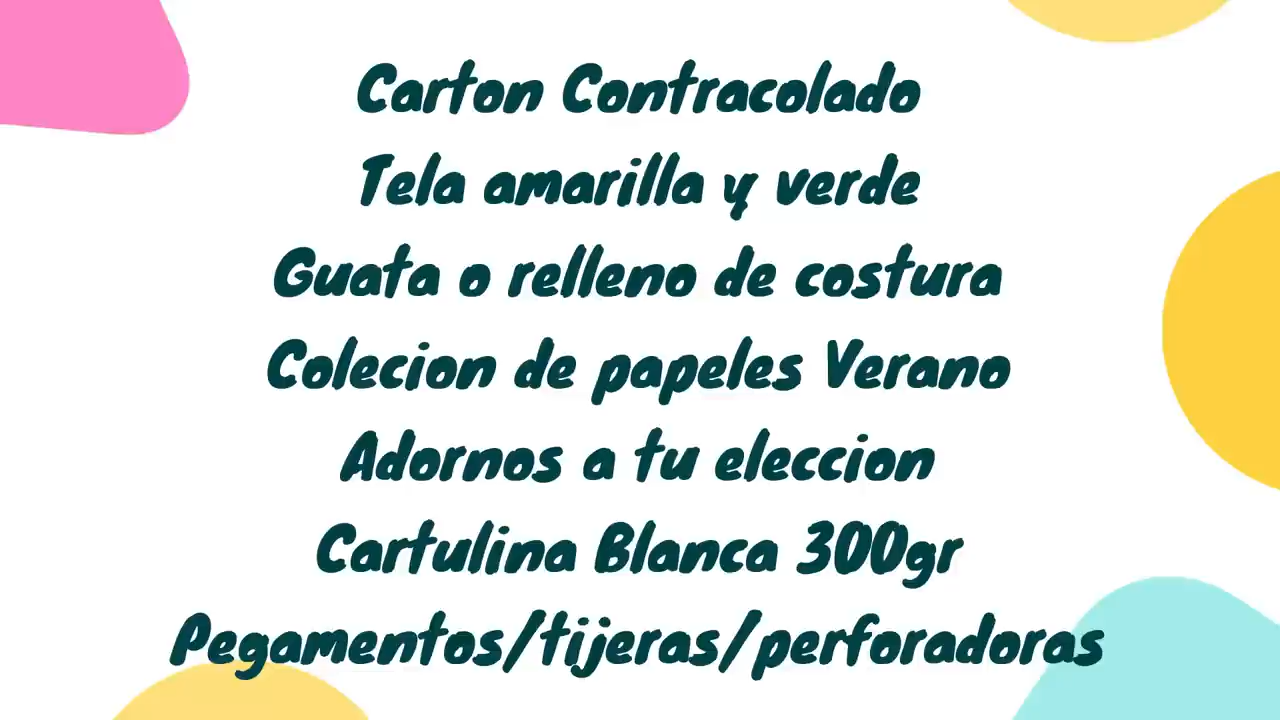 Carton Contracolado
Tela amarilla y verde
Guata o relleno de costura
Colecion de papeles Verano
Adornos a tu eleccion
Cartulina Blanca 300gr
Pegamentos/tijeras/perforadoras